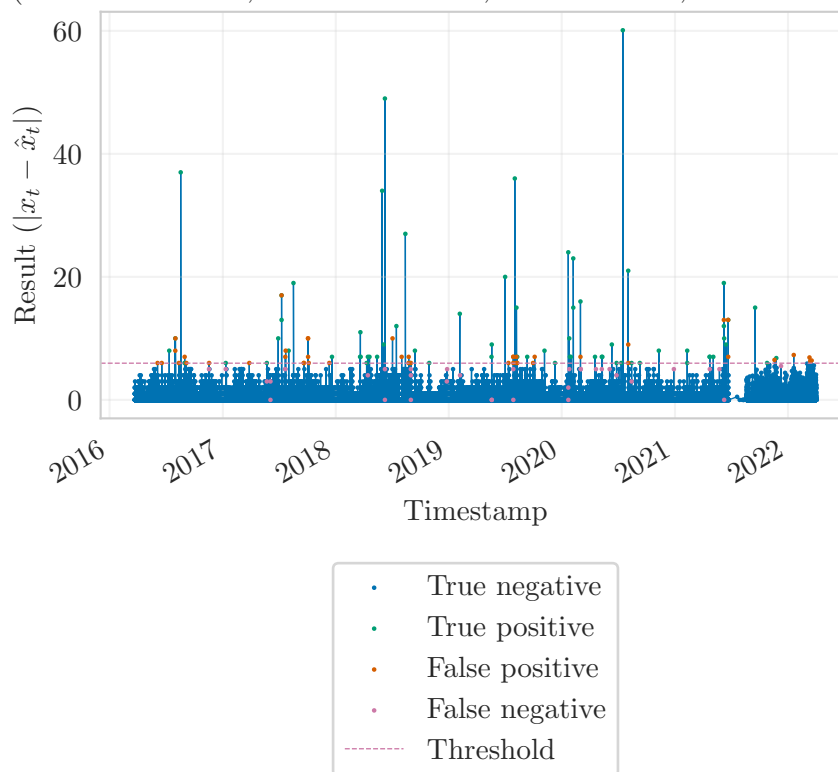 60
40
20
0
Result (|x_t − x̂_t|)
2016
2017
2018
2019
2020
2021
2022
Timestamp
True negative
True positive
False positive
False negative
Threshold